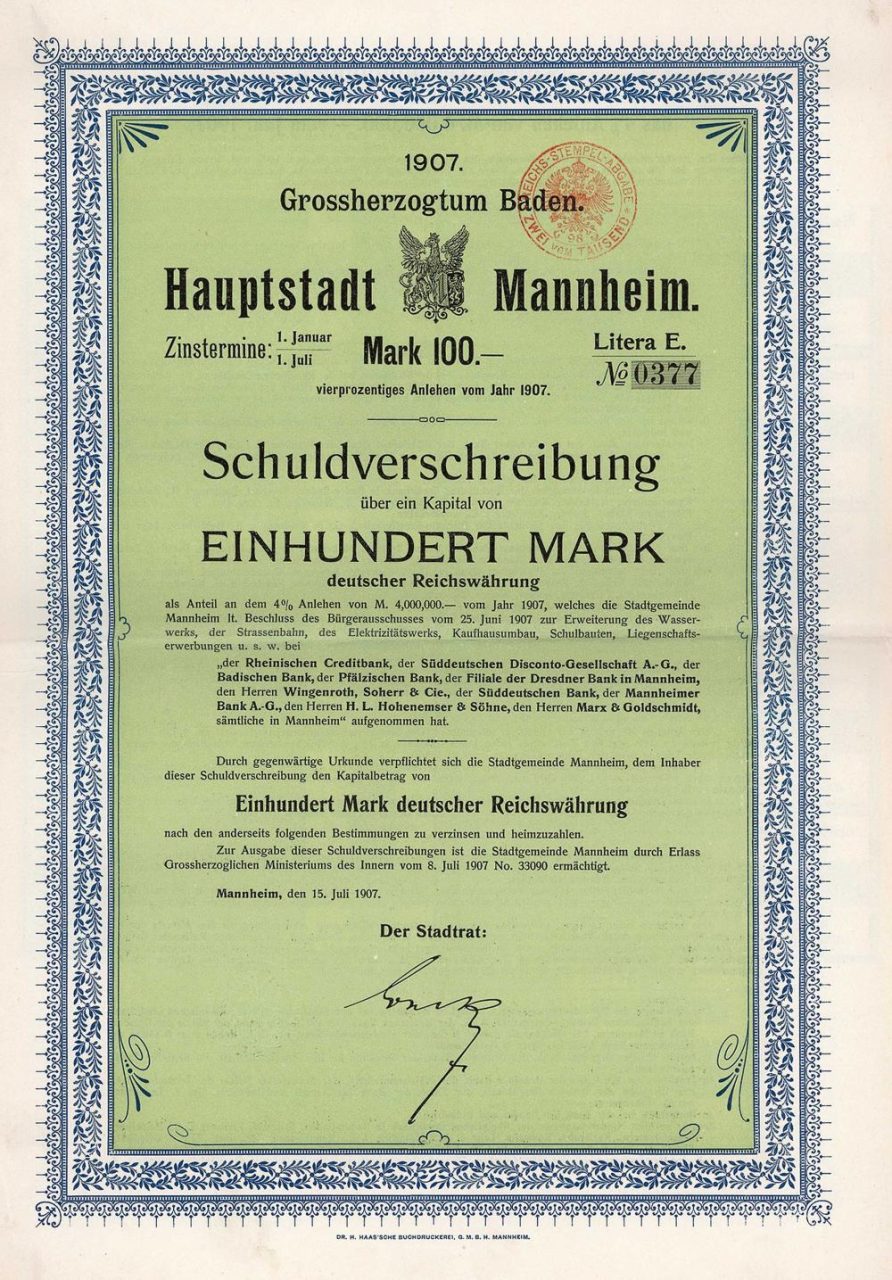 1907.
Grossherzogtum Baden.
REICHS-STEMPEL-ABGABE
ZWEI VOM TAUSEND
Hauptstadt Mannheim.
Zinstermine: 1. Januar
1. Juli
Mark 100.—
Litera E.
№ 0377
vierprozentiges Anlehen vom Jahr 1907.
Schuldverschreibung
über ein Kapital von
EINHUNDERT MARK
deutscher Reichswährung
als Anteil an dem 4% Anlehen von M. 4,000,000.— vom Jahr 1907, welches die Stadtgemeinde
Mannheim lt. Beschluss des Bürgerausschusses vom 25. Juni 1907 zur Erweiterung des Wasser-
werks, der Strassenbahn, des Elektrizitätswerks, Kaufhausumbau, Schulbauten, Liegenschafts-
erwerbungen u. s. w. bei
„der Rheinischen Creditbank, der Süddeutschen Disconto-Gesellschaft A.-G., der
Badischen Bank, der Pfälzischen Bank, der Filiale der Dresdner Bank in Mannheim,
den Herren Wingenroth, Soherr & Cie., der Süddeutschen Bank, der Mannheimer
Bank A.-G., den Herren H. L. Hohenemser & Söhne, den Herren Marx & Goldschmidt,
sämtliche in Mannheim“ aufgenommen hat.
Durch gegenwärtige Urkunde verpflichtet sich die Stadtgemeinde Mannheim, dem Inhaber
dieser Schuldverschreibung den Kapitalbetrag von
Einhundert Mark deutscher Reichswährung
nach den anderseits folgenden Bestimmungen zu verzinsen und heimzuzahlen.
Zur Ausgabe dieser Schuldverschreibungen ist die Stadtgemeinde Mannheim durch Erlass
Grossherzoglichen Ministeriums des Innern vom 8. Juli 1907 No. 33090 ermächtigt.
Mannheim, den 15. Juli 1907.
Der Stadtrat:
DR. H. HAAS'SCHE BUCHDRUCKEREI, G. M. B. H. MANNHEIM.